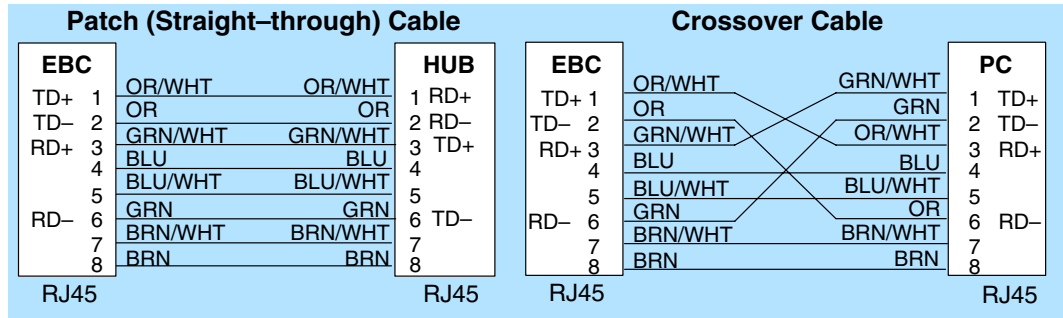 Patch (Straight–through) Cable
EBC
HUB
TD+ 1 OR/WHT OR/WHT 1 RD+
TD– 2 OR OR 2 RD–
RD+ 3 GRN/WHT GRN/WHT 3 TD+
4 BLU BLU 4
5 BLU/WHT BLU/WHT 5
RD– 6 GRN GRN 6 TD–
7 BRN/WHT BRN/WHT 7
8 BRN BRN 8
RJ45
RJ45
Crossover Cable
EBC
PC
TD+ 1 OR/WHT GRN/WHT 1 TD+
TD– 2 OR GRN 2 TD–
RD+ 3 GRN/WHT OR/WHT 3 RD+
4 BLU BLU 4
5 BLU/WHT BLU/WHT 5
RD– 6 GRN OR 6 RD–
7 BRN/WHT BRN/WHT 7
8 BRN BRN 8
RJ45
RJ45